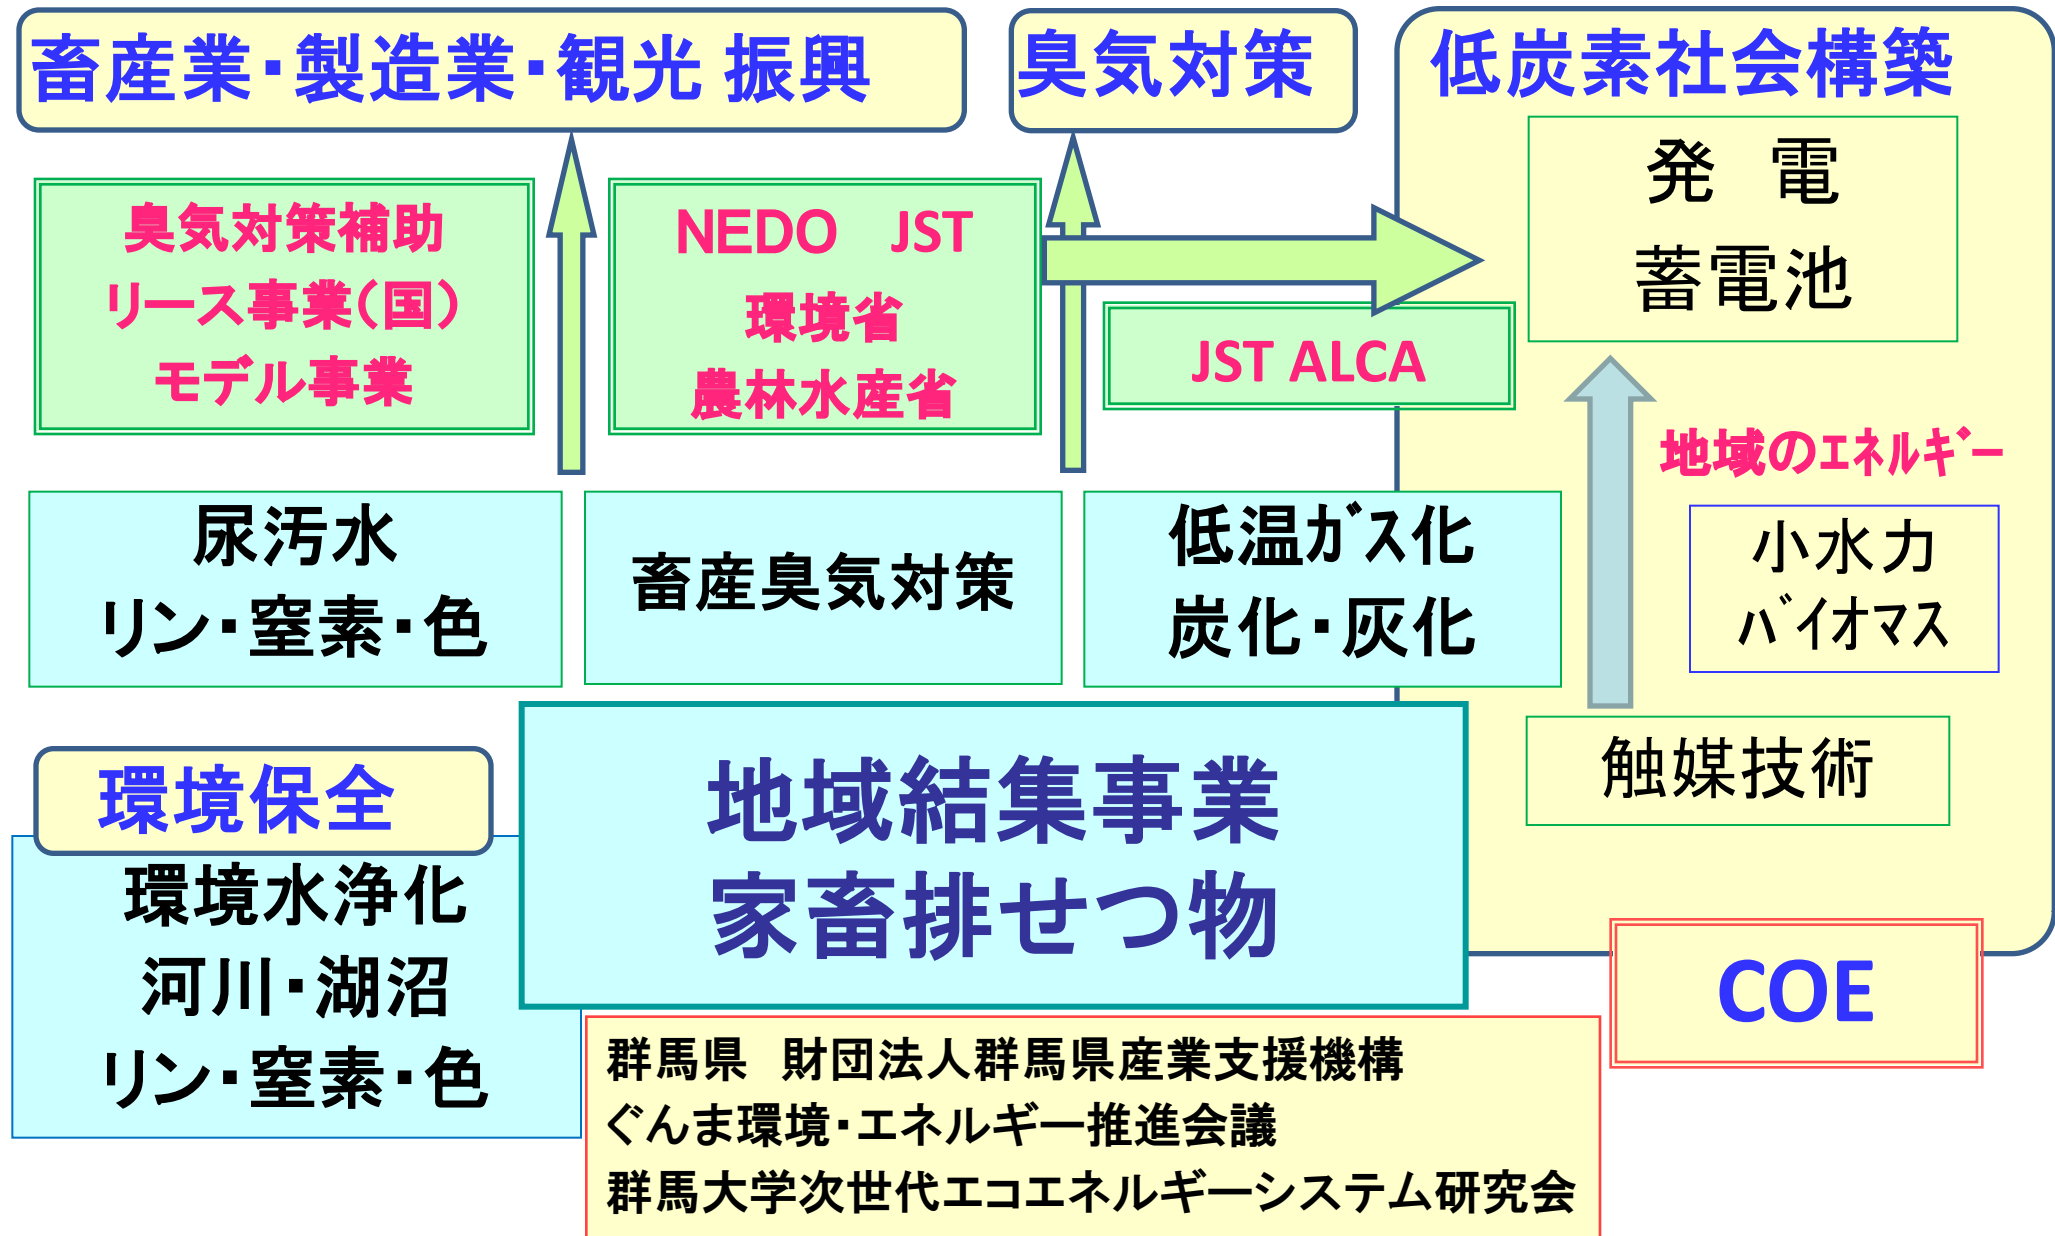 畜産業・製造業・観光 振興
臭気対策
低炭素社会構築
発　電
蓄電池
臭気対策補助
リース事業（国）
モデル事業
NEDO　JST
環境省
農林水産省
JST ALCA
地域のｴﾈﾙｷﾞｰ
小水力
ﾊﾞｲｵﾏｽ
尿汚水
リン・窒素・色
畜産臭気対策
低温ｶﾞｽ化
炭化・灰化
触媒技術
地域結集事業
家畜排せつ物
環境保全
環境水浄化
河川・湖沼
リン・窒素・色
COE
群馬県　財団法人群馬県産業支援機構
ぐんま環境・エネルギー推進会議
群馬大学次世代エコエネルギーシステム研究会